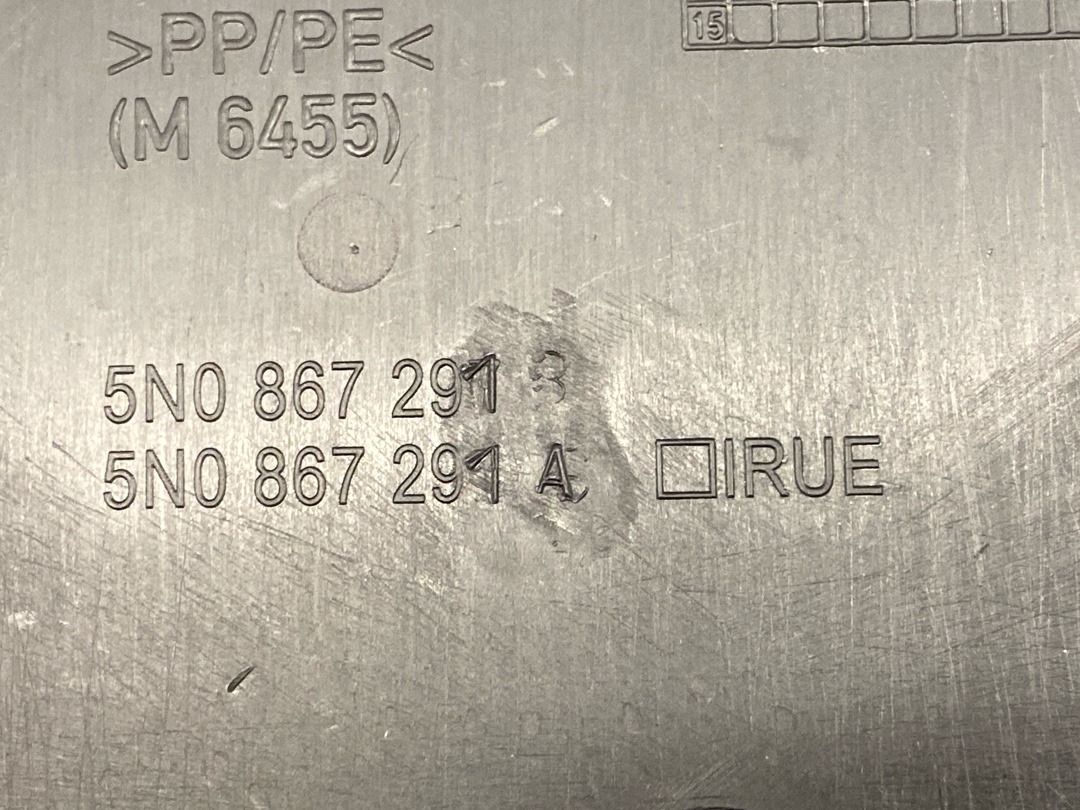 >PP/PE<
15
(M 6455)
5N0 867 291
5N0 867 291 A □IRUE